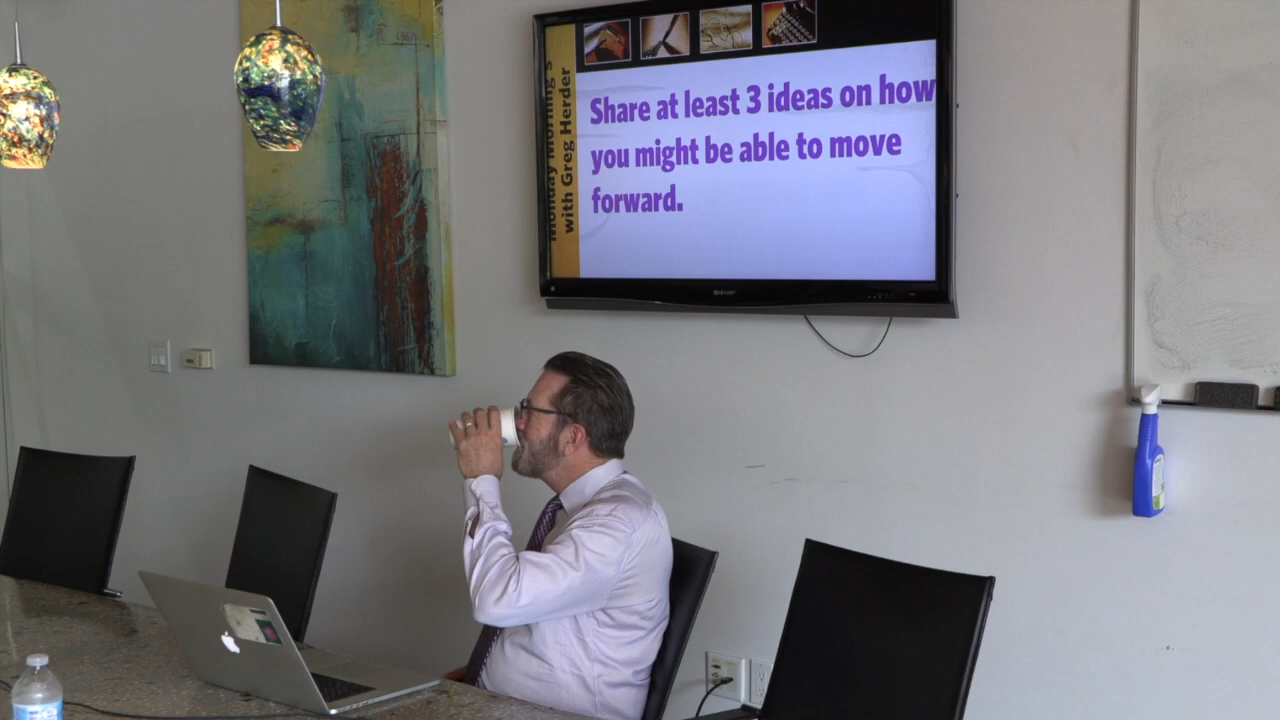 Monday Morning's
with Greg Herder
Share at least 3 ideas on how
you might be able to move
forward.
SHARP